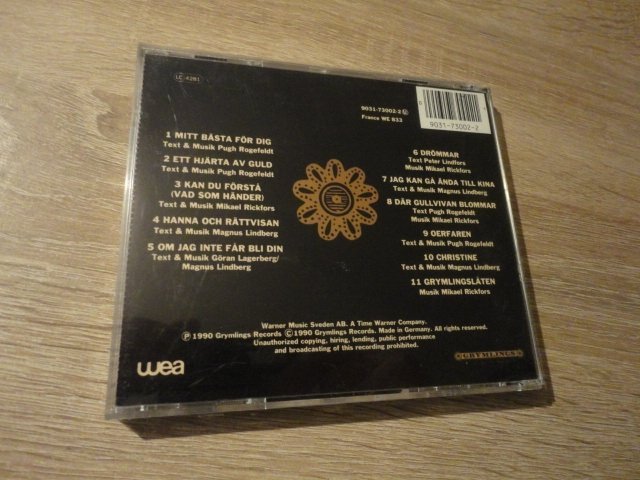 LC 4281
9031-73002-2
France WE 833
9031-73002-2
1 MITT BÄSTA FÖR DIG
Text & Musik Pugh Rogefeldt
2 ETT HJÄRTA AV GULD
Text & Musik Pugh Rogefeldt
3 KAN DU FÖRSTÅ
(VAD SOM HÄNDER)
Text & Musik Mikael Rickfors
4 HANNA OCH RÄTTVISAN
Text & Musik Magnus Lindberg
5 OM JAG INTE FÅR BLI DIN
Text & Musik Göran Lagerberg/
Magnus Lindberg
6 DRÖMMAR
Text Peter Lindfors
Musik Mikael Rickfors
7 JAG KAN GÅ ÄNDA TILL KINA
Text & Musik Magnus Lindberg
8 DÄR GULLVIVAN BLOMMAR
Text Pugh Rogefeldt
Musik Mikael Rickfors
9 OERFAREN
Text & Musik Pugh Rogefeldt
10 CHRISTINE
Text & Musik Magnus Lindberg
11 GRYMLINGSLÅTEN
Musik Mikael Rickfors
Warner Music Sveden AB. A Time Warner Company.
Ⓟ 1990 Grymlings Records ©1990 Grymlings Records. Made in Germany. All rights reserved.
Unauthorized copying, hiring, lending, public performance
and broadcasting of this recording prohibited.
wea
GRYMLINGS